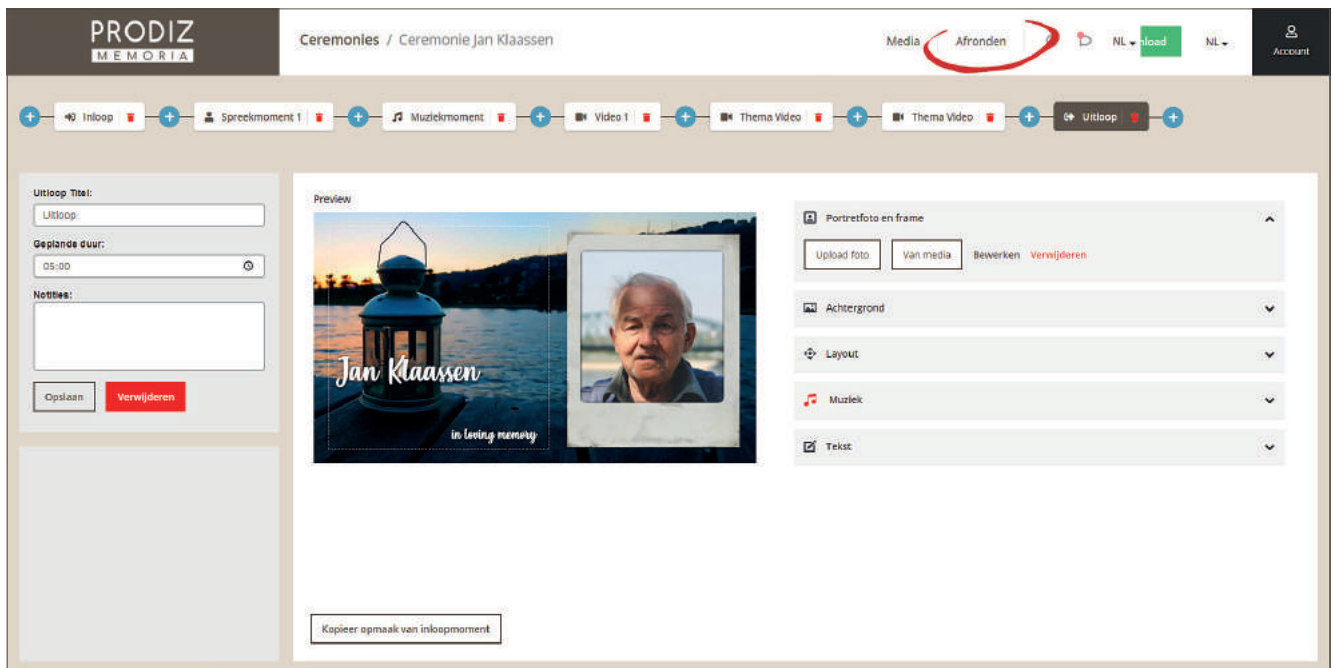 PRODIZ
MEMORIA
Ceremonies / Ceremonie Jan Klaassen
Media
Afronden
NL
nload
NL
Account
Inloop
Spreekmoment 1
Muziekmoment
Video 1
Thema Video
Thema Video
Uitloop
Uitloop Titel:
Uitloop
Geplande duur:
05:00
Notities:
Opslaan
Verwijderen
Preview
Jan Klaassen
in loving memory
Kopieer opmaak van inloopmoment
Portretfoto en frame
Upload foto
Van media
Bewerken
Verwijderen
Achtergrond
Layout
Muziek
Tekst